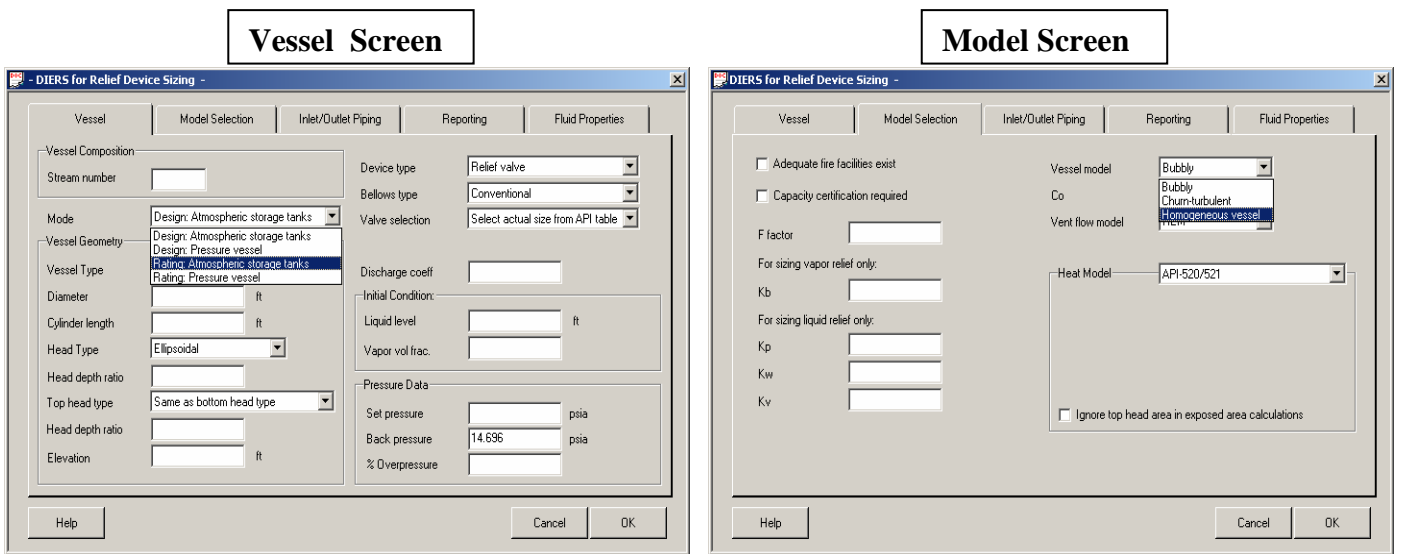 Vessel Screen
- DIERS for Relief Device Sizing -
Vessel
Model Selection
Inlet/Outlet Piping
Reporting
Fluid Properties
Vessel Composition
Stream number
Mode
Design: Atmospheric storage tanks
Design: Atmospheric storage tanks
Design: Pressure vessel
Rating: Atmospheric storage tanks
Rating: Pressure vessel
Vessel Geometry
Vessel Type
Diameter
ft
Cylinder length
ft
Head Type
Ellipsoidal
Head depth ratio
Top head type
Same as bottom head type
Head depth ratio
Elevation
ft
Device type
Relief valve
Bellows type
Conventional
Valve selection
Select actual size from API table
Discharge coeff
Initial Condition:
Liquid level
ft
Vapor vol frac.
Pressure Data
Set pressure
psia
Back pressure
14.696
psia
% Overpressure
Help
Cancel
OK
Model Screen
DIERS for Relief Device Sizing -
Vessel
Model Selection
Inlet/Outlet Piping
Reporting
Fluid Properties
Adequate fire facilities exist
Capacity certification required
F factor
For sizing vapor relief only:
Kb
For sizing liquid relief only:
Kp
Kw
Kv
Vessel model
Bubbly
Bubbly
Churn-turbulent
Homogeneous vessel
Co
Vent flow model
Heat Model
API-520/521
Ignore top head area in exposed area calculations
Help
Cancel
OK